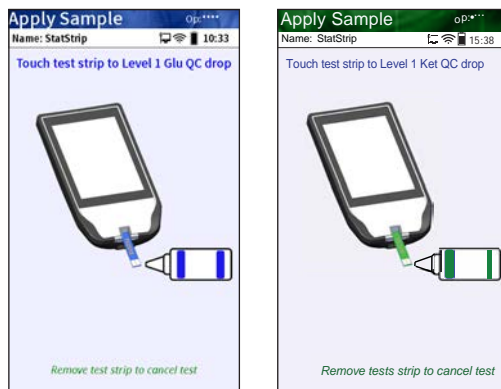 Apply Sample Op:****
Name: StatStrip 10:33
Touch test strip to Level 1 Glu QC drop
Remove test strip to cancel test
Apply Sample op:••••
Name: StatStrip 15:38
Touch test strip to Level 1 Ket QC drop
Remove tests strip to cancel test